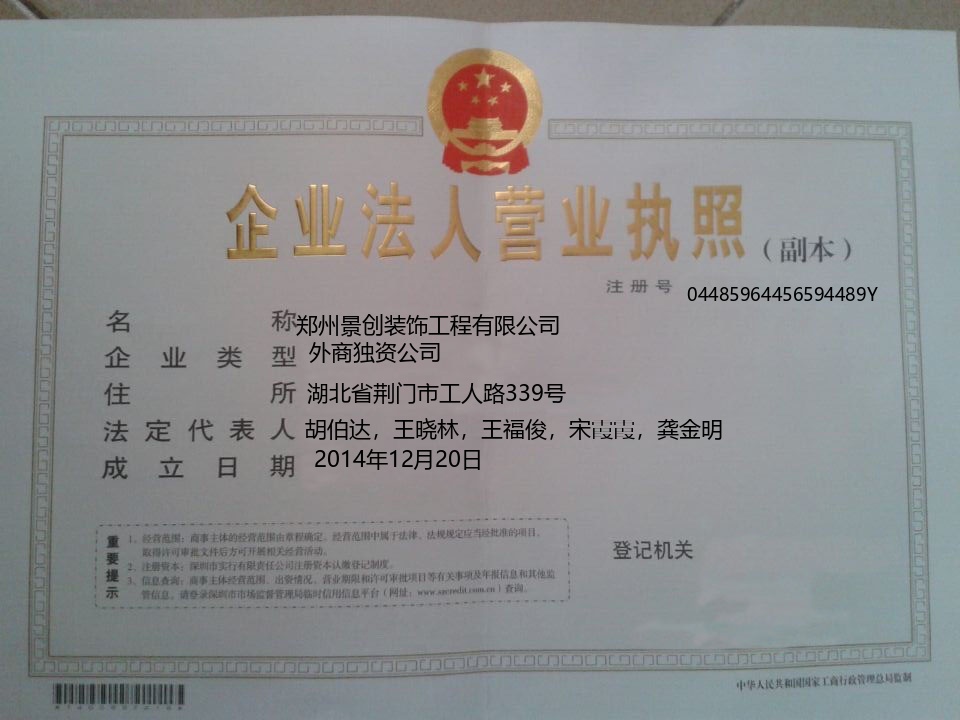 企业法人营业执照
（副本）
注册号 04485964456594489Y
名称 郑州景创装饰工程有限公司
企业类型 外商独资公司
住所 湖北省荆门市工人路339号
法定代表人 胡伯达，王晓林，王福俊，宋霞霞，龚金明
成立日期 2014年12月20日
重要提示
1、经营范围：商事主体的经营范围由章程确定。经营范围中属于法律、法规规定应当经批准的项目，
取得许可审批文件后方可开展相关经营活动。
2、注册资本：深圳市实行有限责任公司注册资本认缴登记制度。
3、信息查询：商事主体经营范围、出资情况、营业期限和许可审批项目等有关事项及年报信息和其他监
管信息，请登录深圳市市场监督管理局临时信用信息平台（网址：www.szcredit.com.cn）查询。
登记机关
中华人民共和国国家工商行政管理总局监制